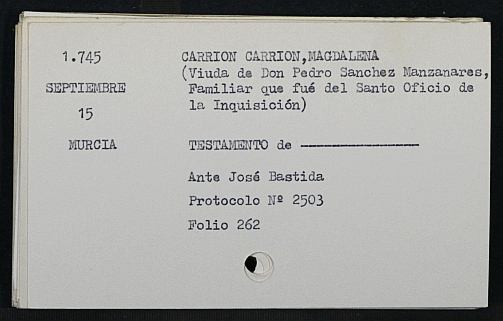 1.745 CARRION CARRION,MAGDALENA
(Viuda de Don Pedro Sanchez Manzanares,
SEPTIEMBRE Familiar que fué del Santo Oficio de
15 la Inquisición)
MURCIA TESTAMENTO de --------------------
Ante José Bastida
Protocolo Nº 2503
Folio 262